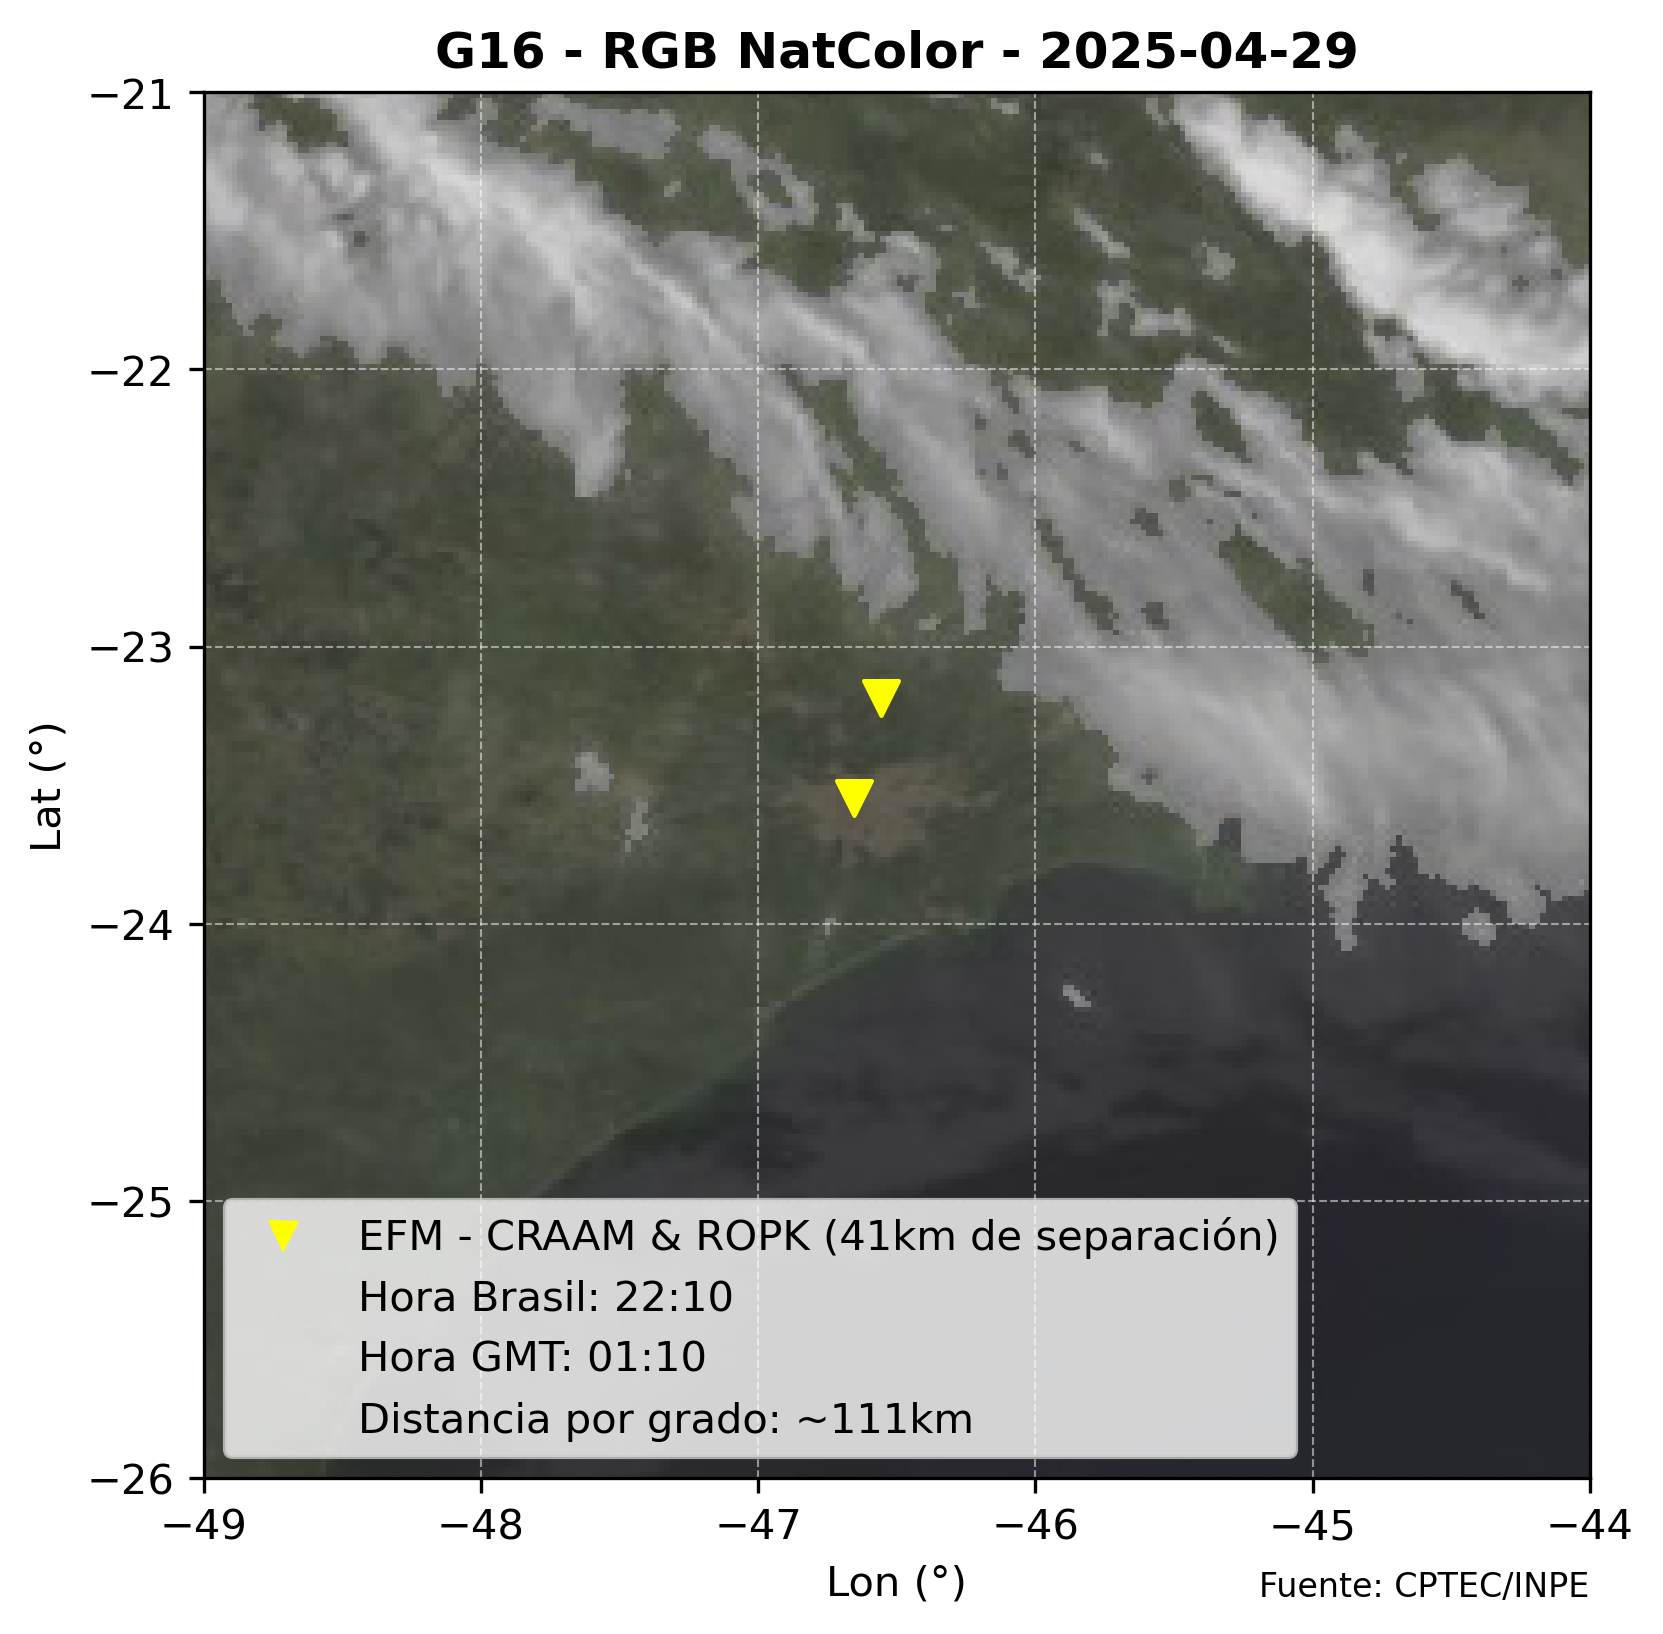 G16 - RGB NatColor - 2025-04-29
−21
−22
−23
−24
−25
−26
Lat (°)
EFM - CRAAM & ROPK (41km de separación)
Hora Brasil: 22:10
Hora GMT: 01:10
Distancia por grado: ~111km
−49
−48
−47
−46
−45
−44
Lon (°)
Fuente: CPTEC/INPE